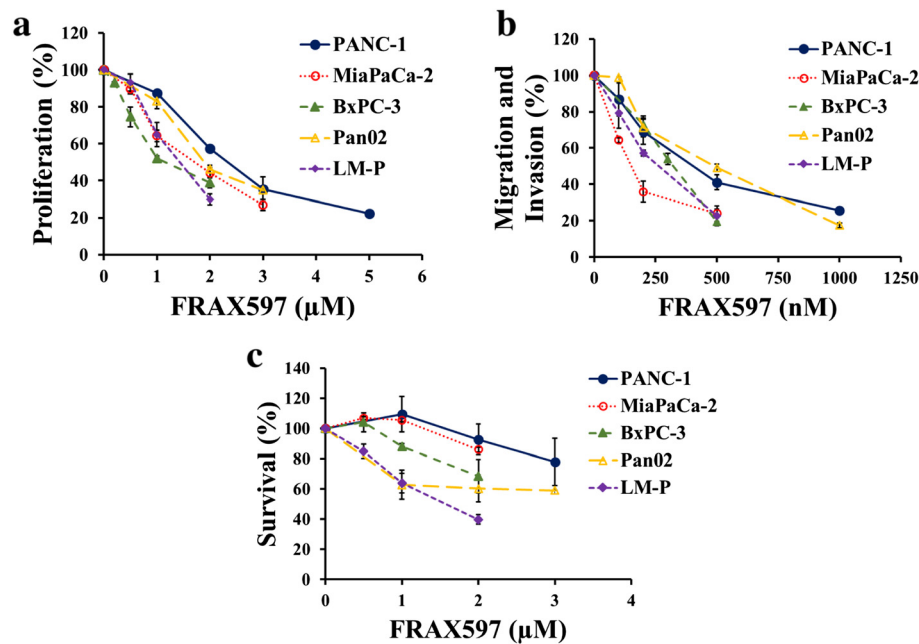 a
Proliferation (%)
120
100
80
60
40
20
0
0 1 2 3 4 5 6
FRAX597 (µM)
PANC-1
MiaPaCa-2
BxPC-3
Pan02
LM-P
b
Migration and
Invasion (%)
120
100
80
60
40
20
0
0 250 500 750 1000 1250
FRAX597 (nM)
PANC-1
MiaPaCa-2
BxPC-3
Pan02
LM-P
c
Survival (%)
140
120
100
80
60
40
20
0
0 1 2 3 4
FRAX597 (µM)
PANC-1
MiaPaCa-2
BxPC-3
Pan02
LM-P